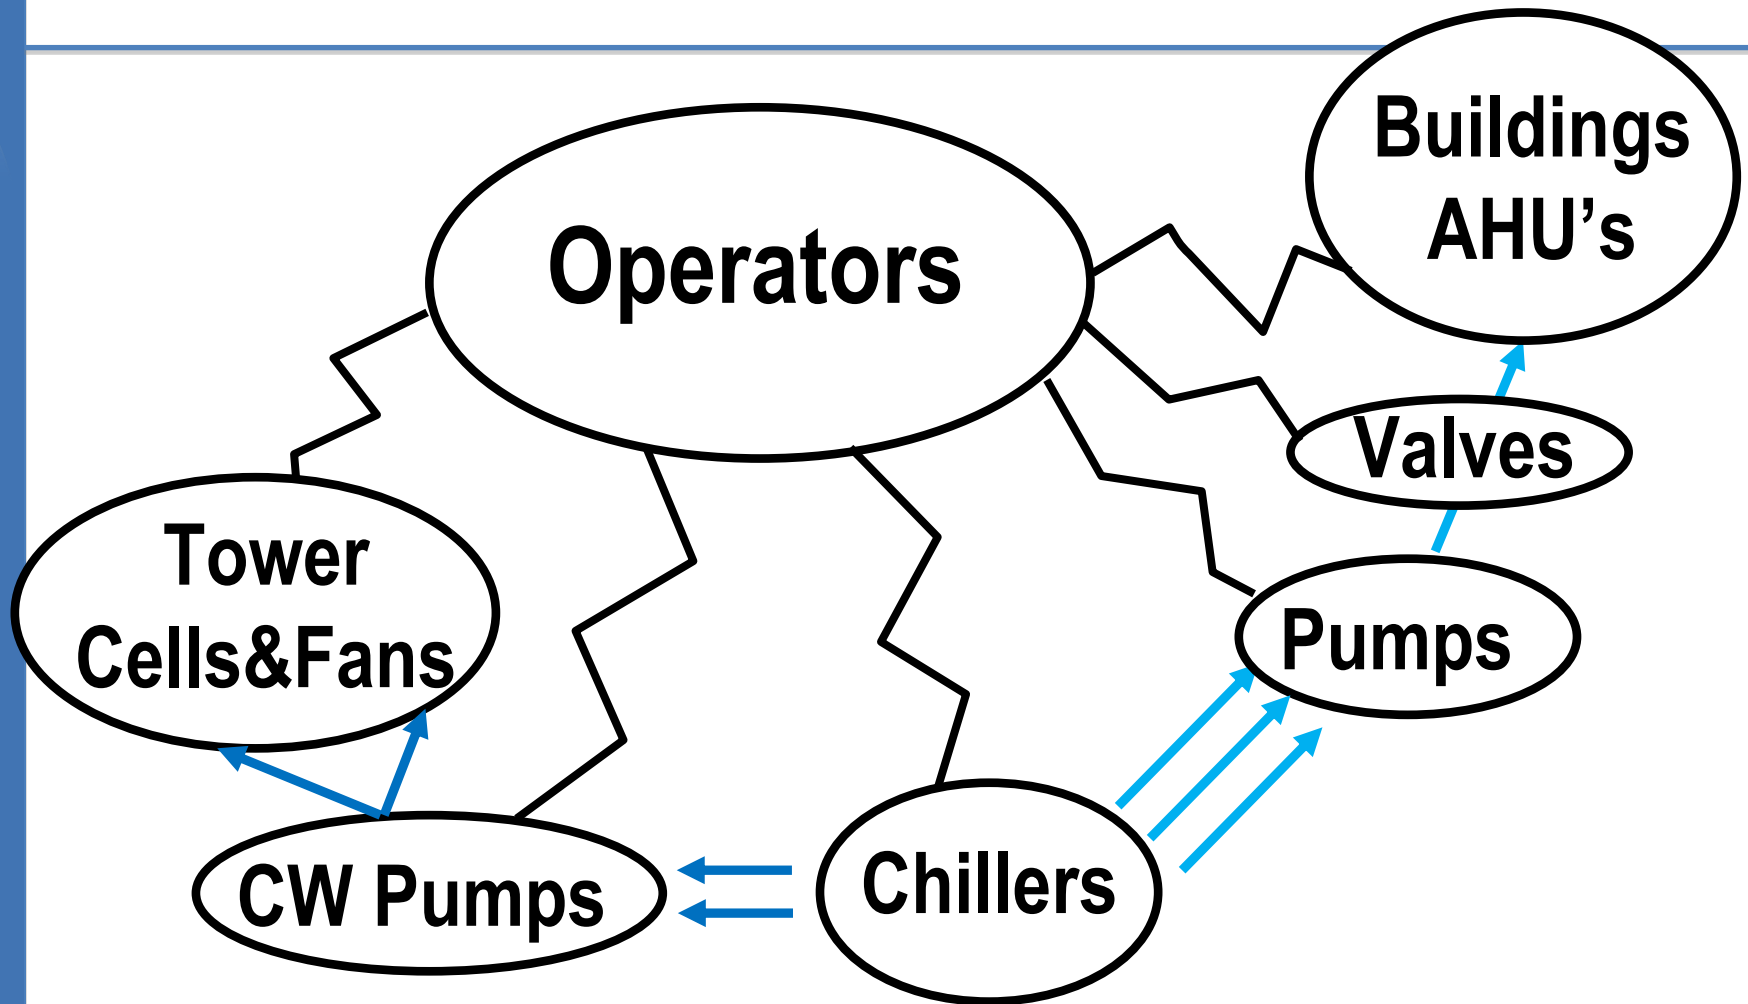 Buildings
AHU’s
Operators
Valves
Tower
Cells&Fans
Pumps
CW Pumps
Chillers